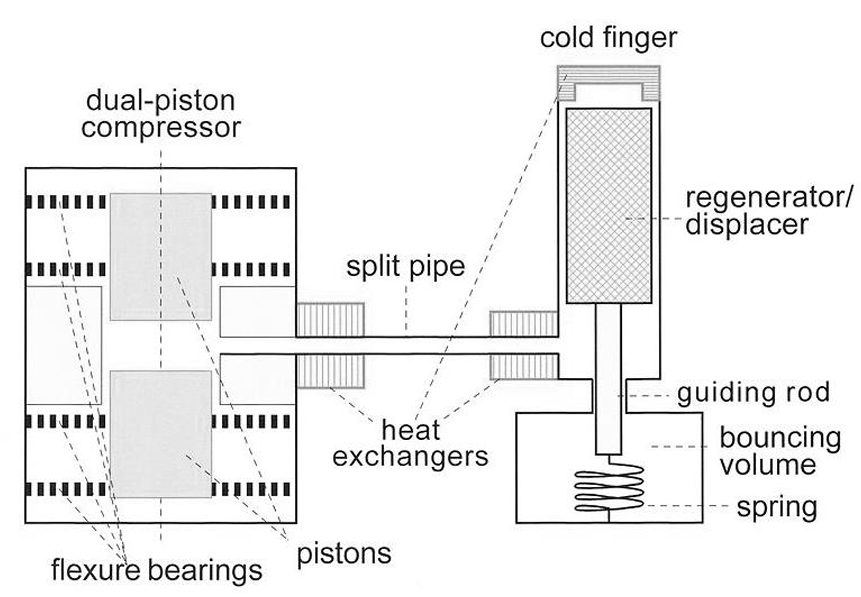 cold finger
dual-piston
compressor
regenerator/
displacer
split pipe
guiding rod
heat
exchangers
bouncing
volume
spring
pistons
flexure bearings